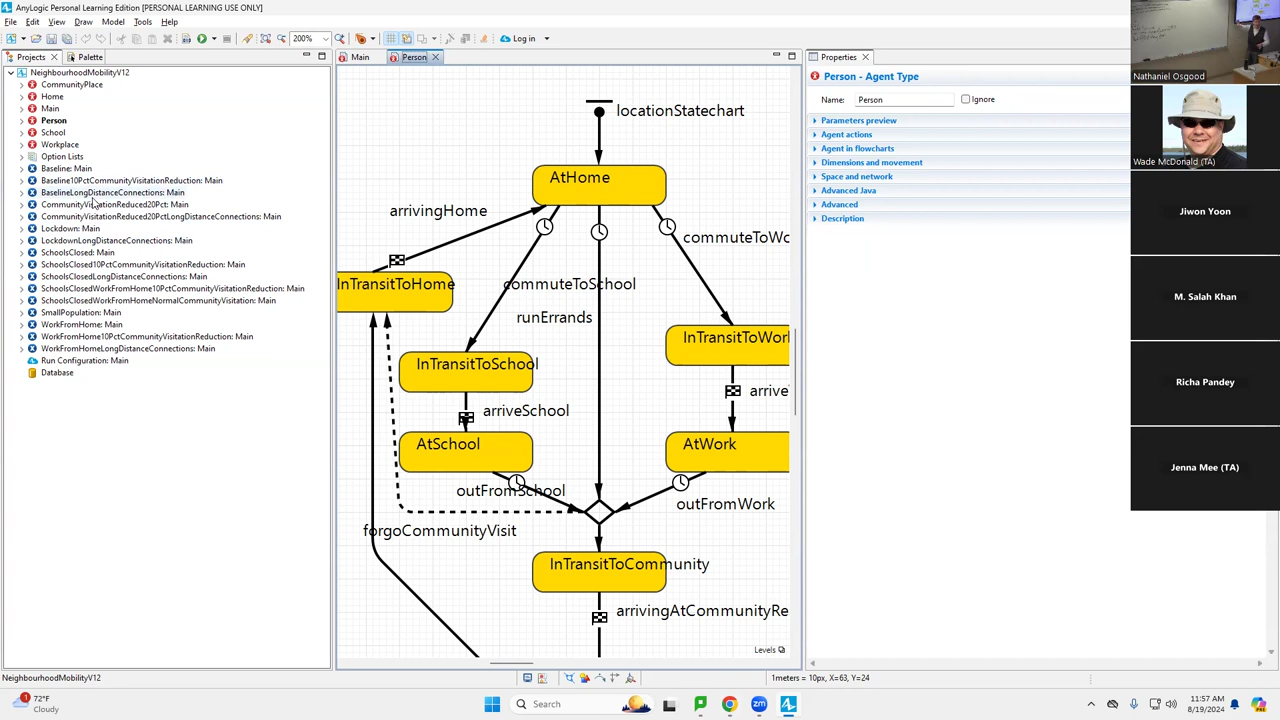 AnyLogic Personal Learning Edition [PERSONAL LEARNING USE ONLY]
File Edit View Draw Model Tools Help
200% Log in
Projects Palette
NeighbourhoodMobilityV12
CommunityPlace
Home
Main
Person
School
Workplace
Option Lists
Baseline: Main
Baseline10PctCommunityVisitationReduction: Main
BaselineLongDistanceConnections: Main
CommunityVisitationReduced20Pct: Main
CommunityVisitationReduced20PctLongDistanceConnections: Main
Lockdown: Main
LockdownLongDistanceConnections: Main
SchoolsClosed: Main
SchoolsClosed10PctCommunityVisitationReduction: Main
SchoolsClosedLongDistanceConnections: Main
SchoolsClosedWorkFromHome10PctCommunityVisitationReduction: Main
SchoolsClosedWorkFromHomeNormalCommunityVisitation: Main
SmallPopulation: Main
WorkFromHome: Main
WorkFromHome10PctCommunityVisitationReduction: Main
WorkFromHomeLongDistanceConnections: Main
Run Configuration: Main
Database
Main Person
locationStatechart
AtHome
arrivingHome
commuteToWo
InTransitToHome
commuteToSchool
runErrands
InTransitToWork
InTransitToSchool
arriveSchool
arrive
AtSchool
AtWork
outFromSchool
outFromWork
forgoCommunityVisit
InTransitToCommunity
arrivingAtCommunityRe
Levels
Properties
Person - Agent Type
Name: Person Ignore
Parameters preview
Agent actions
Agent in flowcharts
Dimensions and movement
Space and network
Advanced Java
Advanced
Description
Nathaniel Osgood
Wade McDonald (TA)
Jiwon Yoon
M. Salah Khan
Richa Pandey
Jenna Mee (TA)
NeighbourhoodMobilityV12
1meters = 10px, X=63, Y=24
1
72°F
Cloudy
Search
zm
zm
11:57 AM
8/19/2024